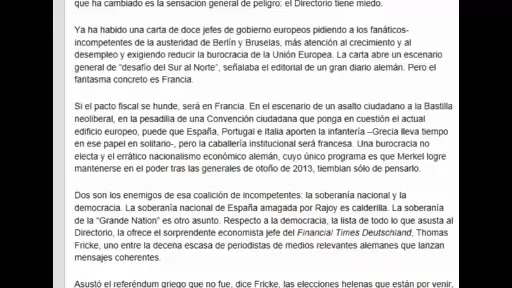 que ha cambiado es la sensación general de peligro: el Directorio tiene miedo.
Ya ha habido una carta de doce jefes de gobierno europeos pidiendo a los fanáticos-
incompetentes de la austeridad de Berlín y Bruselas, más atención al crecimiento y al
desempleo y exigiendo reducir la burocracia de la Unión Europea. La carta abre un escenario
general de "desafío del Sur al Norte", señalaba el editorial de un gran diario alemán. Pero el
fantasma concreto es Francia.
Si el pacto fiscal se hunde, será en Francia. En el escenario de un asalto ciudadano a la Bastilla
neoliberal, en la pesadilla de una Convención ciudadana que ponga en cuestión el actual
edificio europeo, puede que España, Portugal e Italia aporten la infantería –Grecia lleva tiempo
en ese papel en solitario-, pero la caballería institucional será francesa. Una burocracia no
electa y el errático nacionalismo económico alemán, cuyo único programa es que Merkel logre
mantenerse en el poder tras las generales de otoño de 2013, tiemblan sólo de pensarlo.
Dos son los enemigos de esa coalición de incompetentes: la soberanía nacional y la
democracia. La soberanía nacional de España amagada por Rajoy es calderilla. La soberanía
de la "Grande Nation" es otro asunto. Respecto a la democracia, la lista de todo lo que asusta al
Directorio, la ofrece el sorprendente economista jefe del Financial Times Deutschland, Thomas
Fricke, uno entre la decena escasa de periodistas de medios relevantes alemanes que lanzan
mensajes coherentes.
Asustó el referéndum griego que no fue, dice Fricke, las elecciones helenas que están por venir,